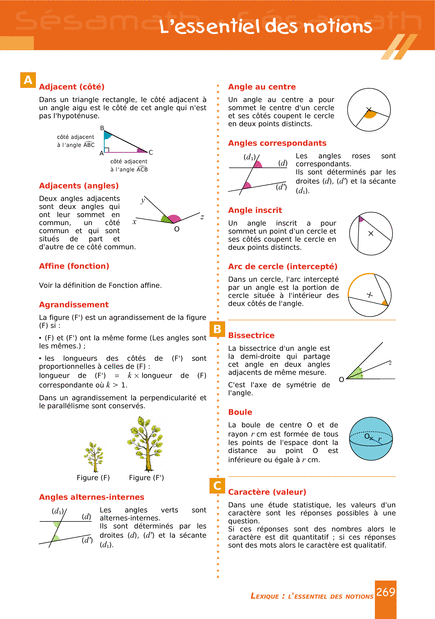 Sésamath
Sésamath
L'essentiel des notions
A
Adjacent (côté)
Dans un triangle rectangle, le côté adjacent à
un angle aigu est le côté de cet angle qui n'est
pas l'hypoténuse.
B
côté adjacent
à l'angle ABC
A
C
côté adjacent
à l'angle ACB
Adjacents (angles)
Deux angles adjacents
sont deux angles qui
ont leur sommet en
commun, un côté
commun et qui sont
situés de part et
d'autre de ce côté commun.
y
x
z
O
Affine (fonction)
Voir la définition de Fonction affine.
Agrandissement
La figure (F') est un agrandissement de la figure
(F) si :
• (F) et (F') ont la même forme (Les angles sont
les mêmes.) ;
• les longueurs des côtés de (F') sont
proportionnelles à celles de (F) :
longueur de (F') = k × longueur de (F)
correspondante où k > 1.
Dans un agrandissement la perpendicularité et
le parallélisme sont conservés.
Figure (F)
Figure (F')
Angles alternes-internes
(d₁)
(d)
(d')
Les angles verts sont
alternes-internes.
Ils sont déterminés par les
droites (d), (d') et la sécante
(d₁).
Angle au centre
Un angle au centre a pour
sommet le centre d'un cercle
et ses côtés coupent le cercle
en deux points distincts.
Angles correspondants
(d₁)
(d)
(d')
Les angles roses sont
correspondants.
Ils sont déterminés par les
droites (d), (d') et la sécante
(d₁).
Angle inscrit
Un angle inscrit a pour
sommet un point d'un cercle et
ses côtés coupent le cercle en
deux points distincts.
Arc de cercle (intercepté)
Dans un cercle, l'arc intercepté
par un angle est la portion de
cercle située à l'intérieur des
deux côtés de l'angle.
B
Bissectrice
La bissectrice d'un angle est
la demi-droite qui partage
cet angle en deux angles
adjacents de même mesure.
C'est l'axe de symétrie de
l'angle.
O
z
Boule
La boule de centre O et de
rayon r cm est formée de tous
les points de l'espace dont la
distance au point O est
inférieure ou égale à r cm.
O
r
C
Caractère (valeur)
Dans une étude statistique, les valeurs d'un
caractère sont les réponses possibles à une
question.
Si ces réponses sont des nombres alors le
caractère est dit quantitatif ; si ces réponses
sont des mots alors le caractère est qualitatif.
Lexique : l'essentiel des notions
269